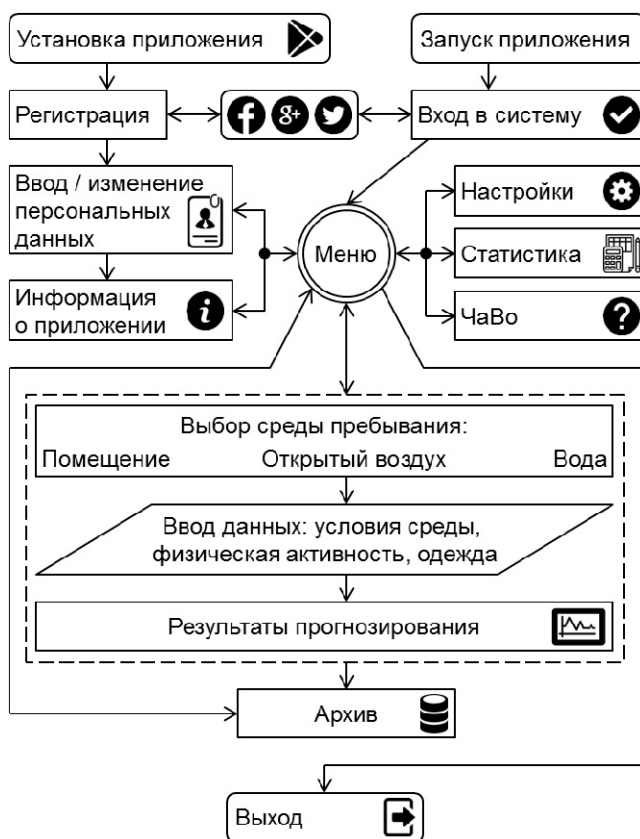 Установка приложения
Запуск приложения
Регистрация
g+
Вход в систему
Ввод / изменение
персональных
данных
Информация
о приложении
Меню
Настройки
Статистика
ЧаВо
Выбор среды пребывания:
Помещение Открытый воздух Вода
Ввод данных: условия среды,
физическая активность, одежда
Результаты прогнозирования
Архив
Выход